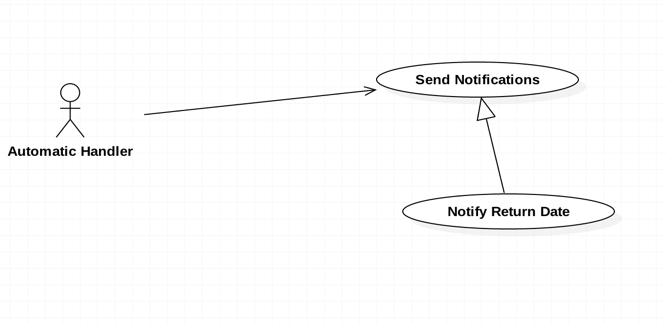 Send Notifications
Automatic Handler
Notify Return Date